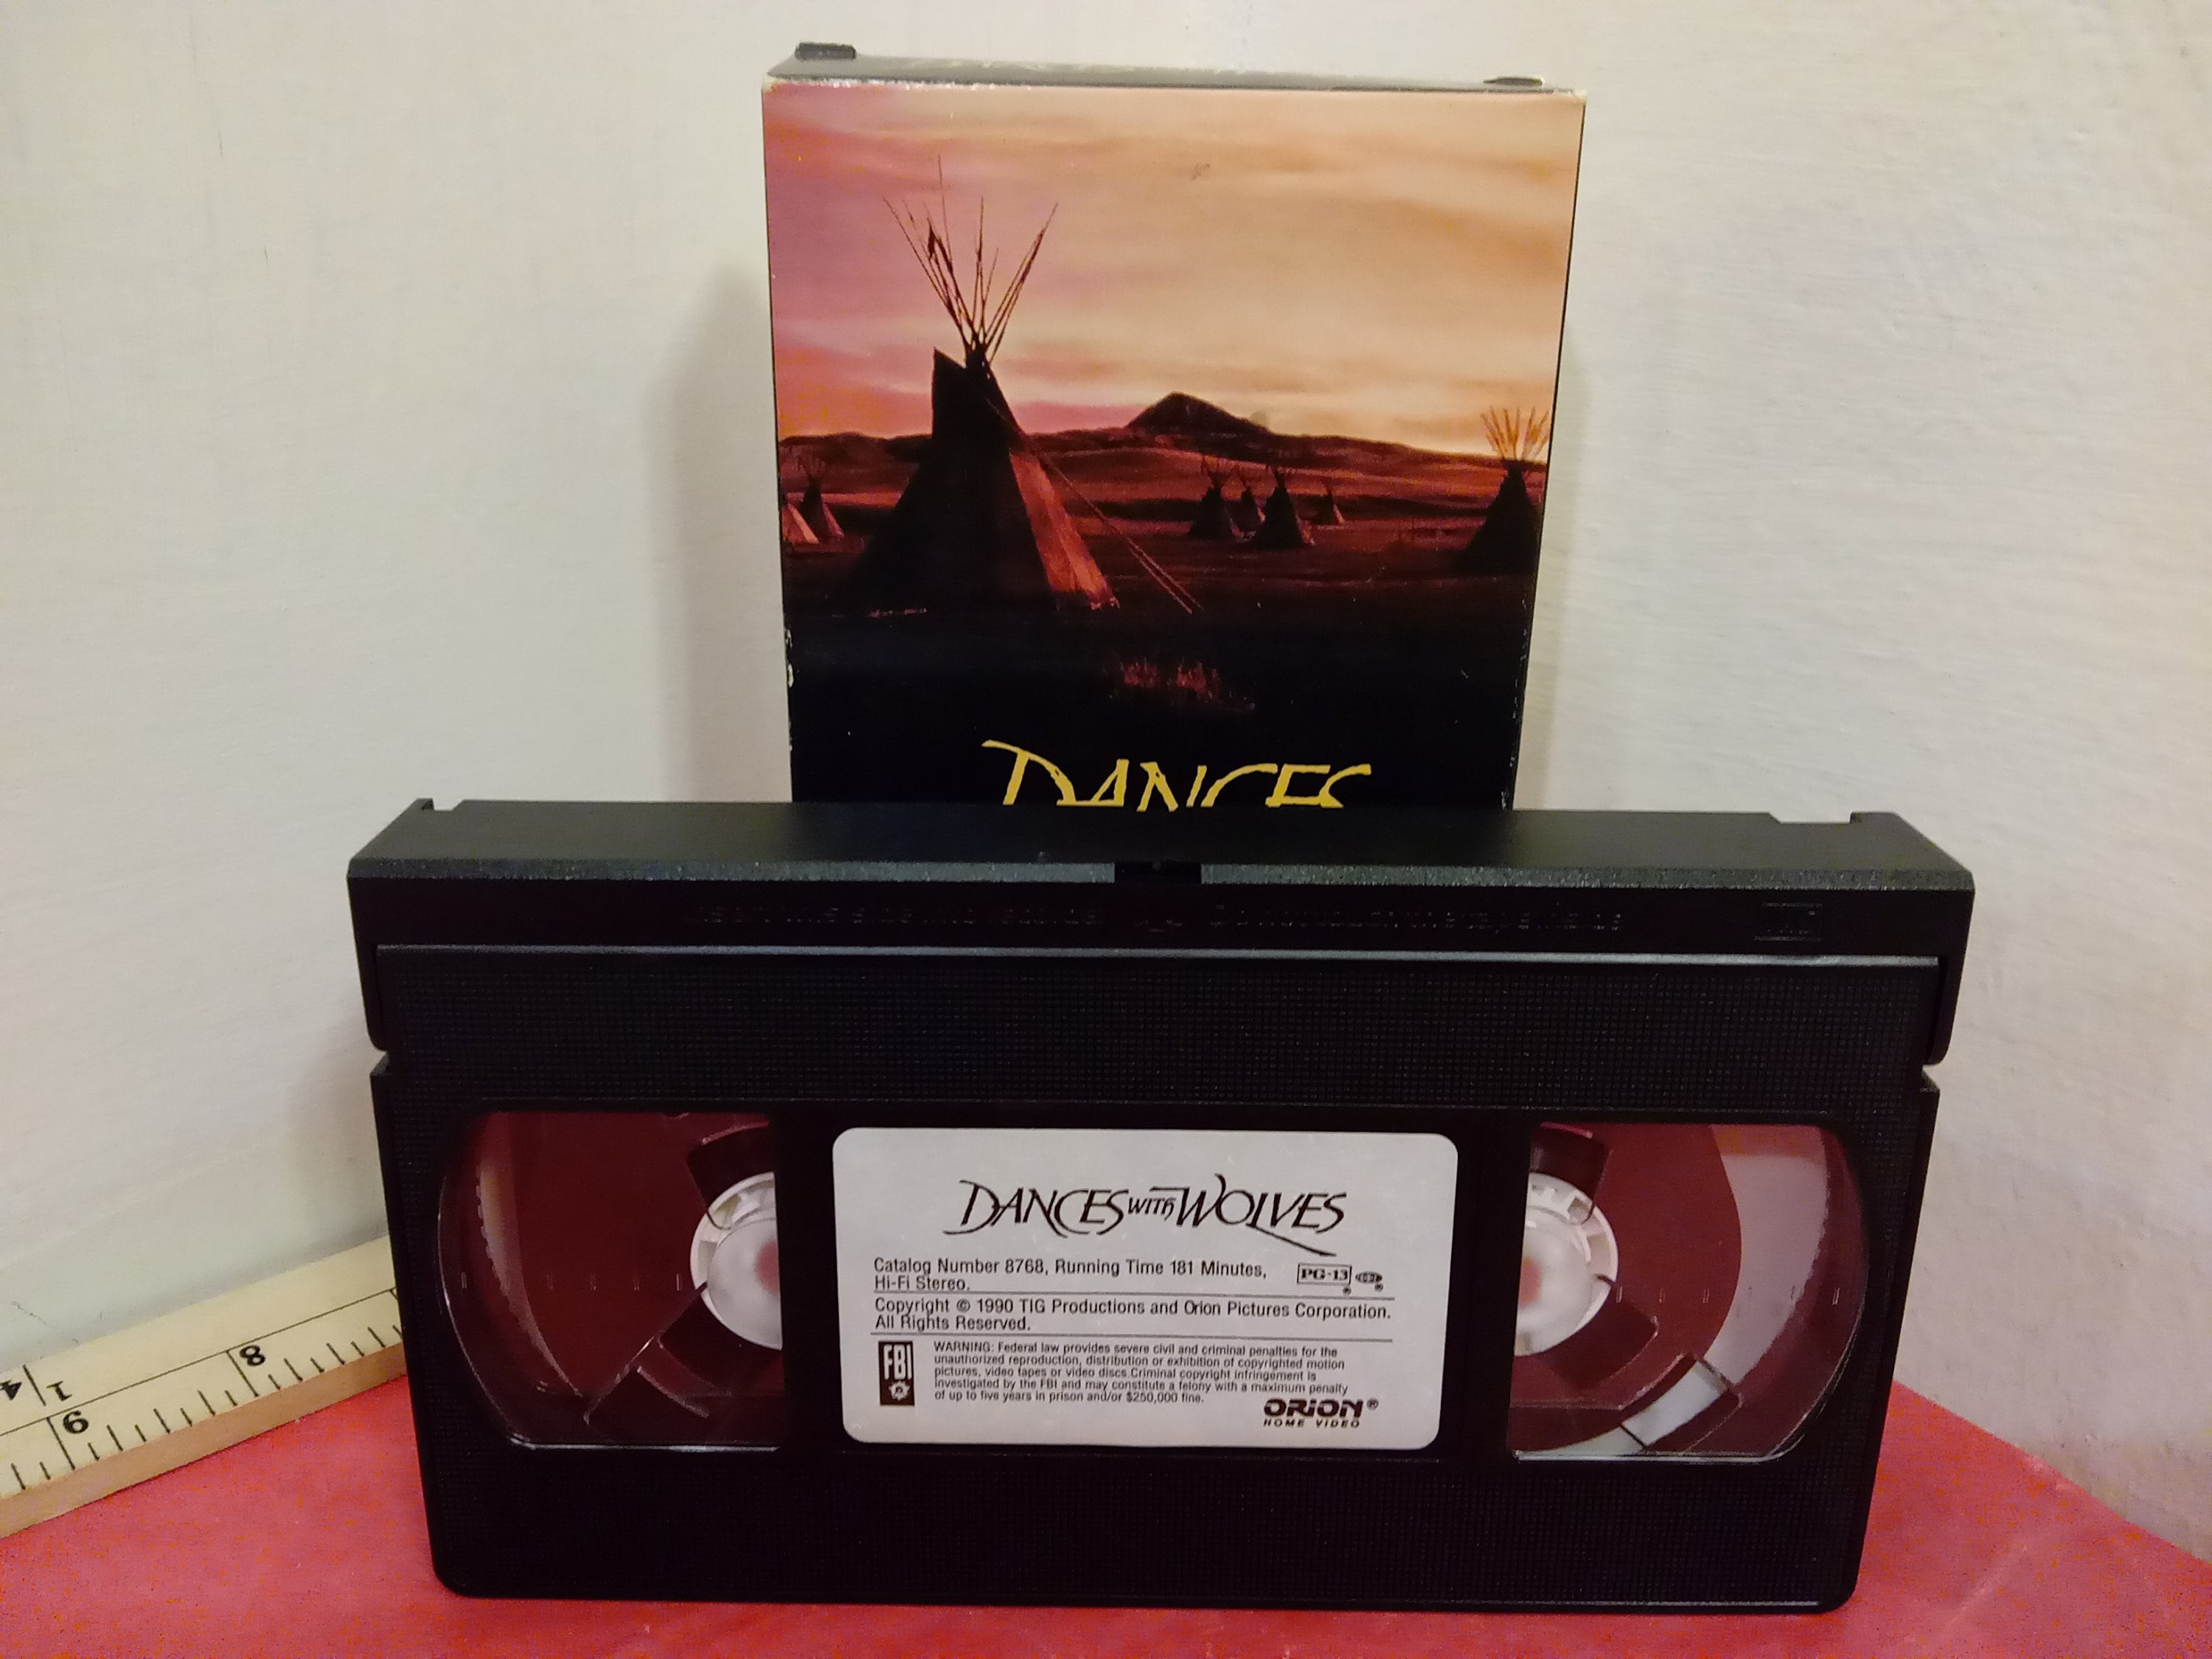 DANCES
DANCES WITH WOLVES
Catalog Number 8768, Running Time 181 Minutes,
Hi-Fi Stereo.
PG-13
Copyright © 1990 TIG Productions and Orion Pictures Corporation.
All Rights Reserved.
FBI
WARNING: Federal law provides severe civil and criminal penalties for the
unauthorized reproduction, distribution or exhibition of copyrighted motion
pictures, video tapes or video discs.Criminal copyright infringement is
investigated by the FBI and may constitute a felony with a maximum penalty
of up to five years in prison and/or $250,000 fine.
ORION®
HOME VIDEO
8
4
1
9